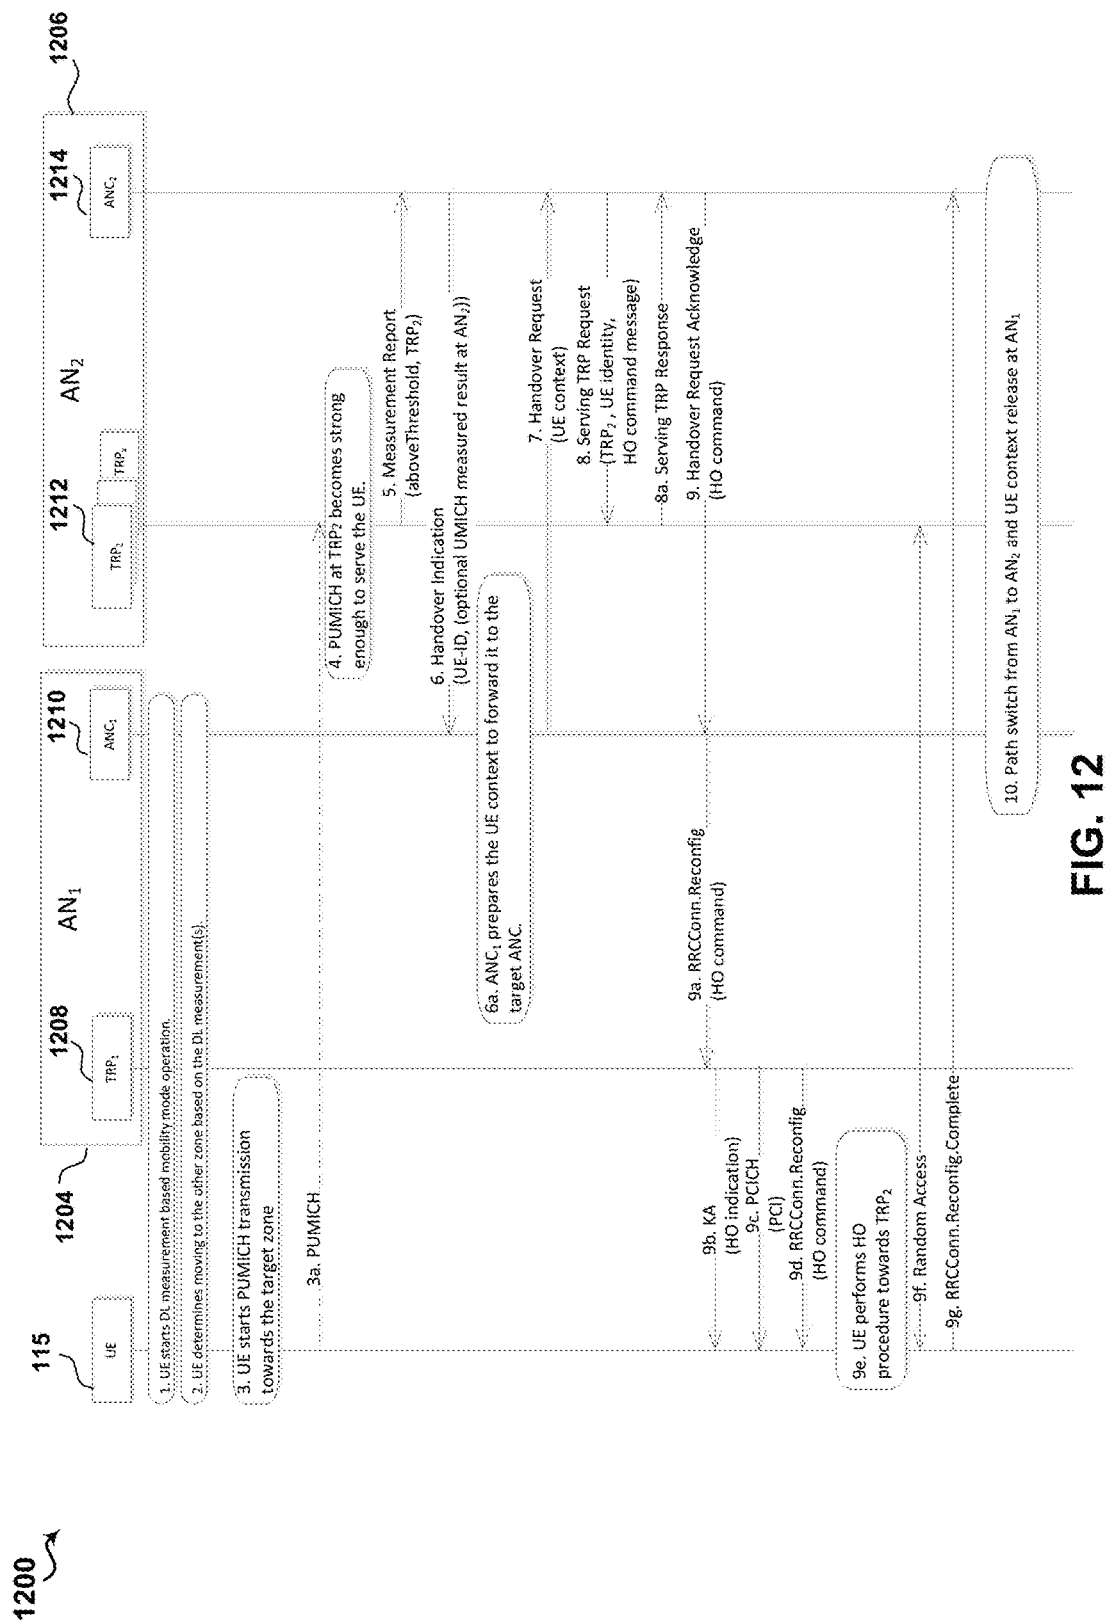 1200
115
UE
1204
AN1
1208
TRP1
1210
ANC1
1206
AN2
1212
TRP2
TRPx
1214
ANC2
1. UE starts DL measurement based mobility mode operation.
2. UE determines moving to the other zone based on the DL measurement(s).
3. UE starts PUMICH transmission
towards the target zone
3a. PUMICH
4. PUMICH at TRP2 becomes strong
enough to serve the UE.
5. Measurement Report
(aboveThreshold, TRP2)
6. Handover Indication
(UE-ID, (optional UMICH measured result at AN2))
6a. ANC1 prepares the UE context to forward it to the
target ANC.
7. Handover Request
(UE context)
8. Serving TRP Request
(TRP2 , UE identity,
HO command message)
8a. Serving TRP Response
9. Handover Request Acknowledge
(HO command)
9a. RRCConn.Reconfig
(HO command)
9b. KA
(HO indication)
9c. PCICH
(PCI)
9d. RRCConn.Reconfig
(HO command)
9e. UE performs HO
procedure towards TRP2
9f. Random Access
9g. RRCConn.Reconfig.Complete
10. Path switch from AN1 to AN2 and UE context release at AN1
FIG. 12